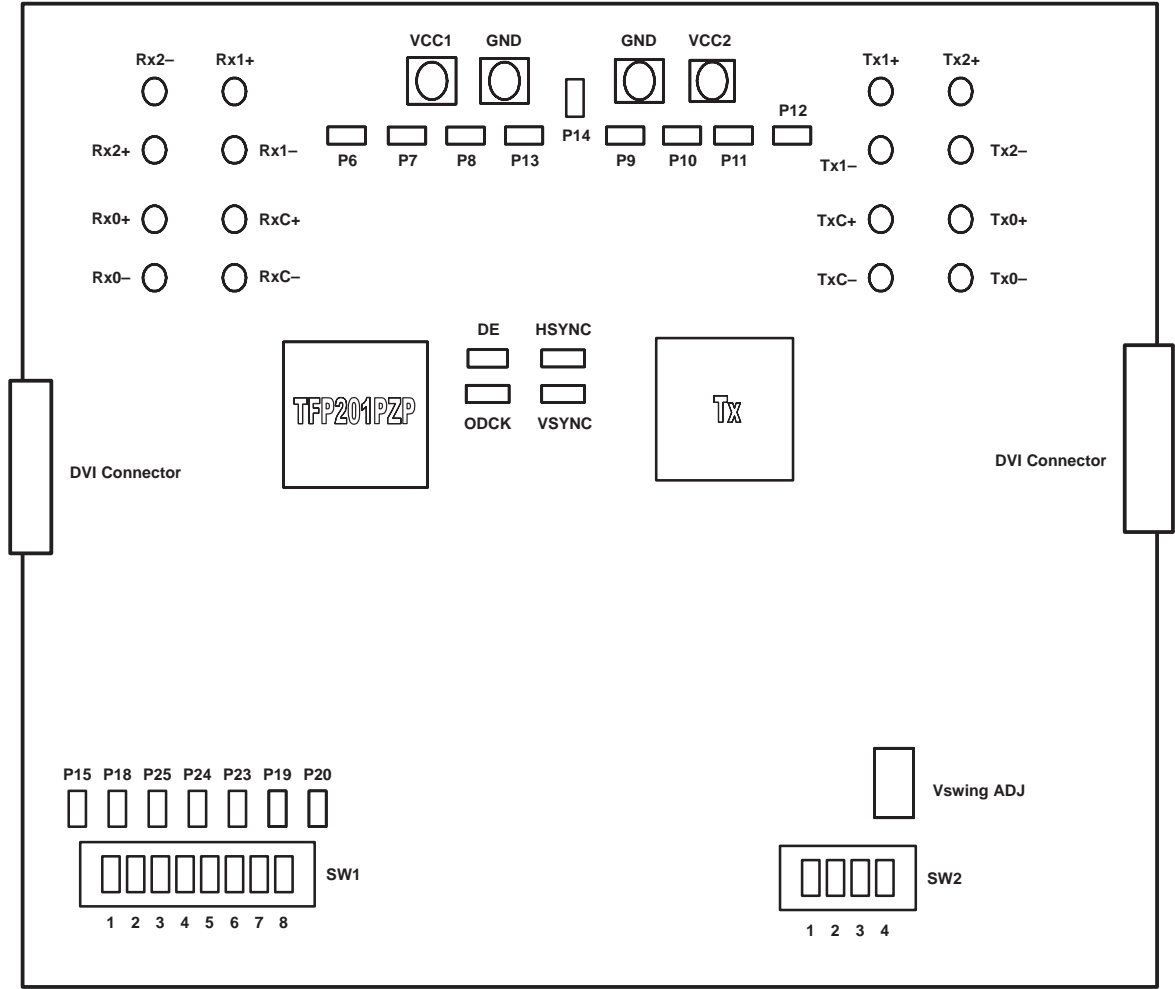 VCC1 GND GND VCC2
Rx2– Rx1+ Tx1+ Tx2+
P12
P14
Rx2+ Rx1– Tx1– Tx2–
P6 P7 P8 P13 P9 P10 P11
Rx0+ RxC+ TxC+ Tx0+
Rx0– RxC– TxC– Tx0–
DE HSYNC
TFP201PZP Tx
ODCK VSYNC
DVI Connector DVI Connector
P15 P18 P25 P24 P23 P19 P20
Vswing ADJ
SW1 SW2
1 2 3 4 5 6 7 8
1 2 3 4